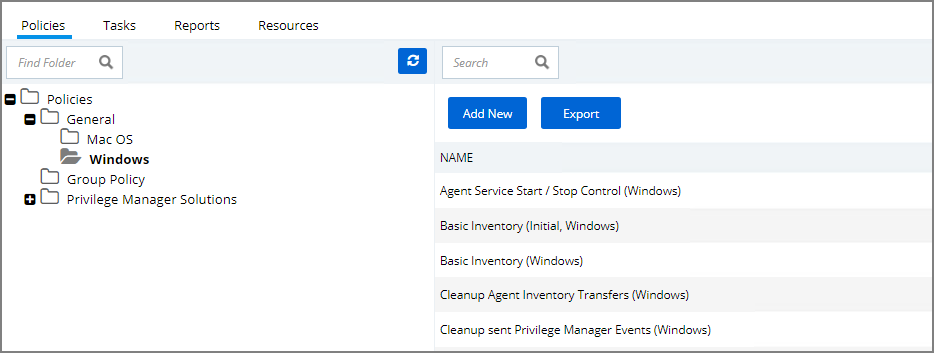 Policies Tasks Reports Resources
Find Folder
Search
Policies
General
Mac OS
Windows
Group Policy
Privilege Manager Solutions
Add New Export
NAME
Agent Service Start / Stop Control (Windows)
Basic Inventory (Initial, Windows)
Basic Inventory (Windows)
Cleanup Agent Inventory Transfers (Windows)
Cleanup sent Privilege Manager Events (Windows)